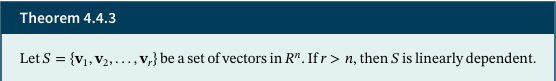 Theorem 4.4.3
Let S = {v₁, v₂, . . . , vᵣ} be a set of vectors in Rⁿ. If r > n, then S is linearly dependent.